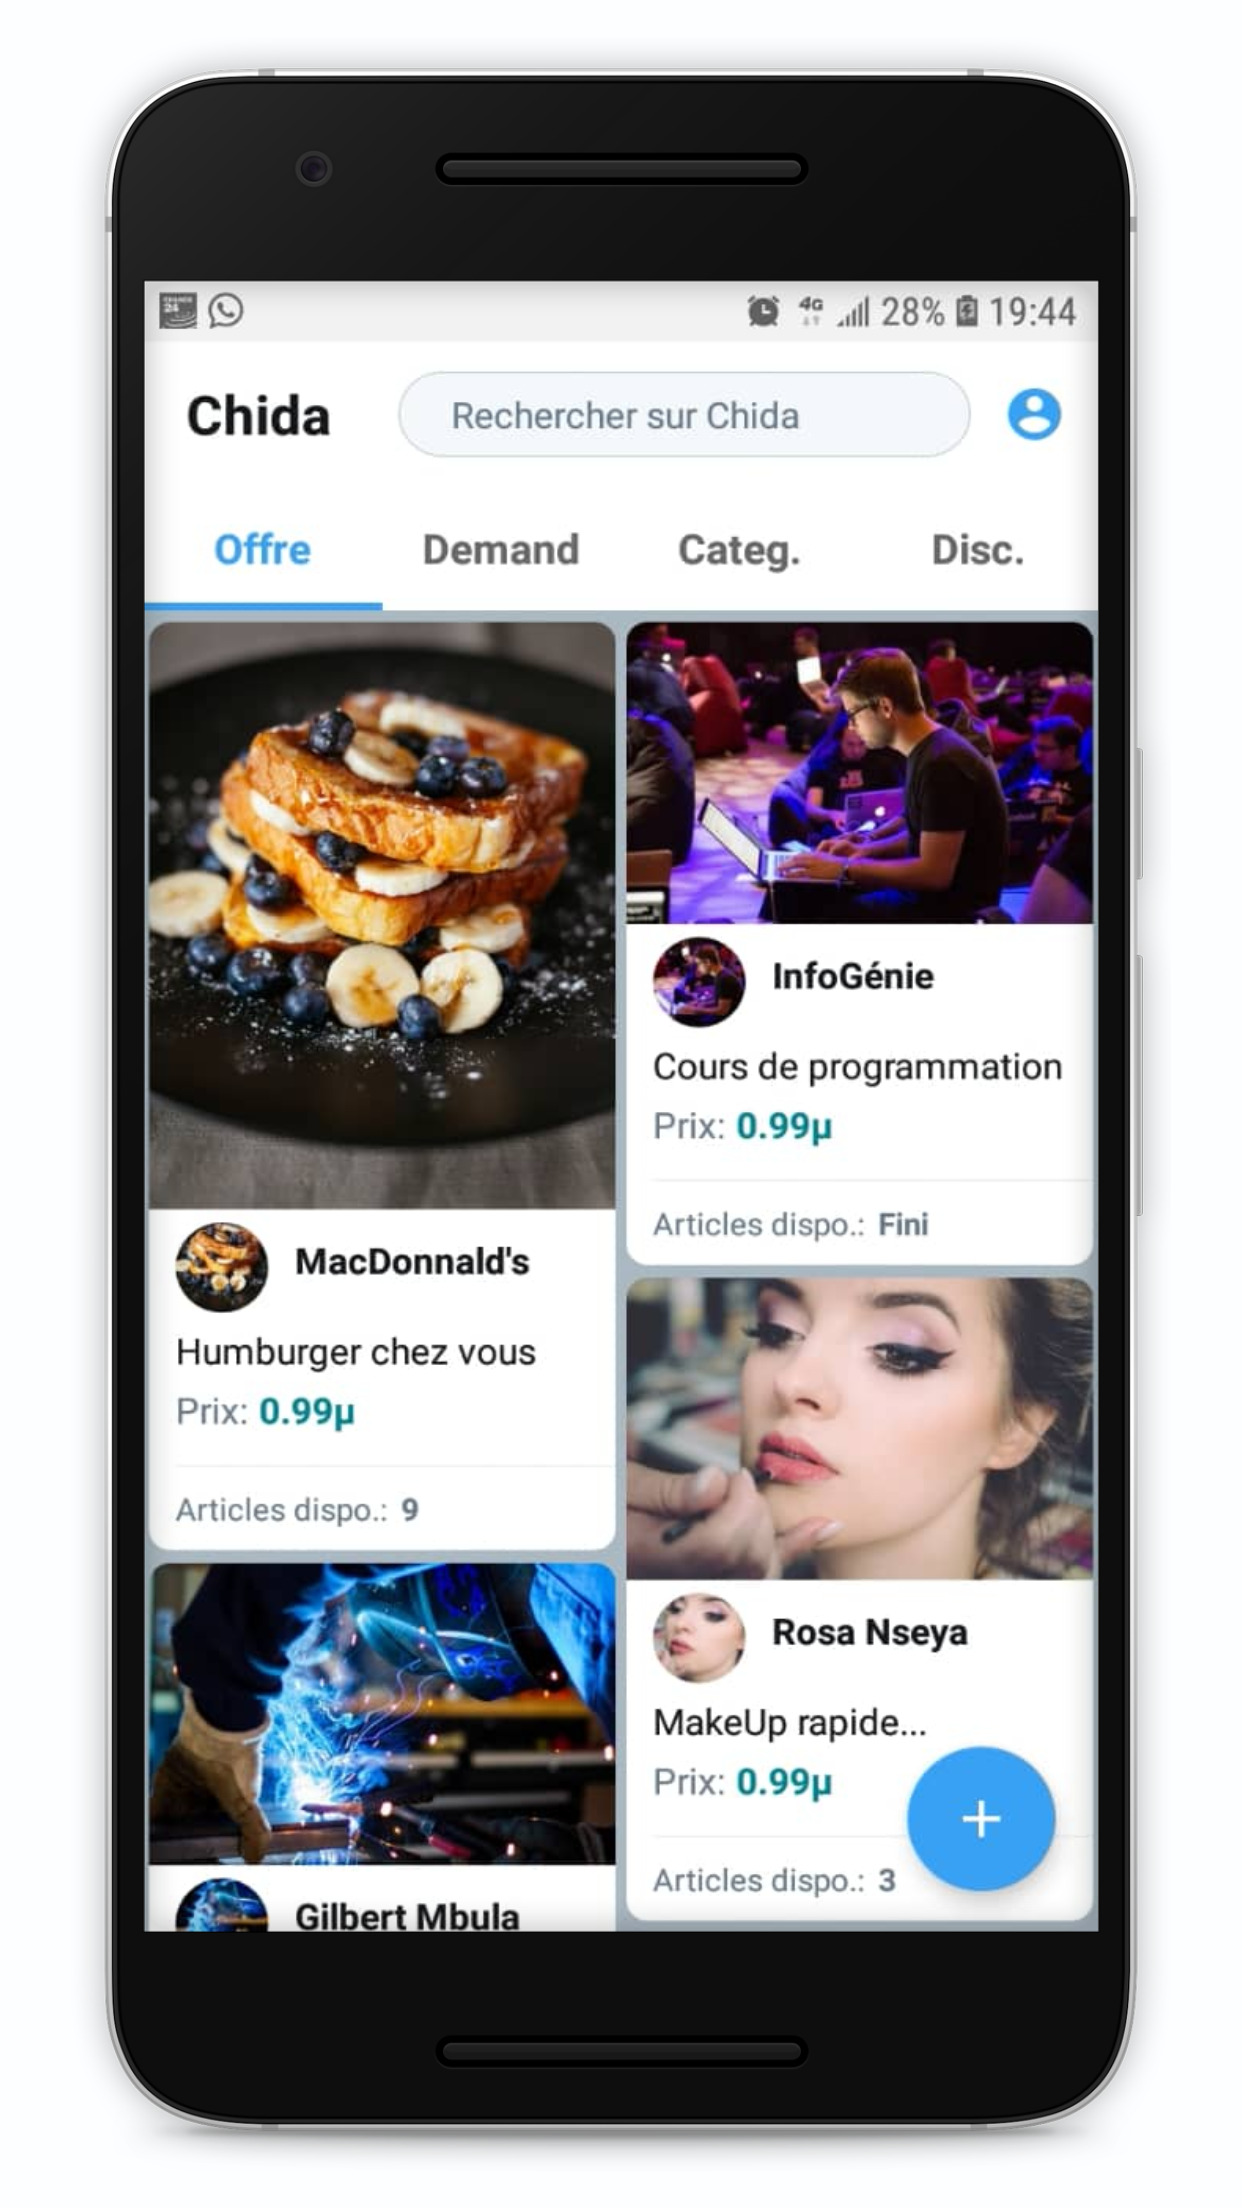 4G 28% 19:44
Chida
Rechercher sur Chida
Offre Demand Categ. Disc.
MacDonnald's
Humburger chez vous
Prix: 0.99µ
Articles dispo.: 9
Gilbert Mbula
InfoGénie
Cours de programmation
Prix: 0.99µ
Articles dispo.: Fini
Rosa Nseya
MakeUp rapide...
Prix: 0.99µ
Articles dispo.: 3
+